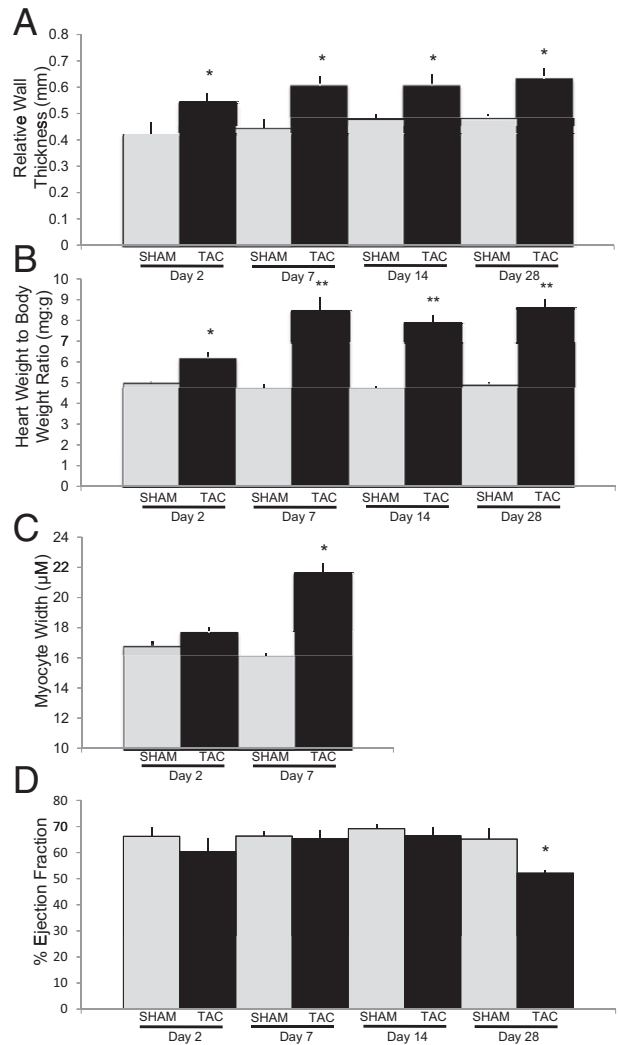 A
Relative Wall
Thickness (mm)
0.8
0.7
0.6
0.5
0.4
0.3
0.2
0.1
0
* * * *
SHAM TAC SHAM TAC SHAM TAC SHAM TAC
Day 2 Day 7 Day 14 Day 28
B
Heart Weight to Body
Weight Ratio (mg:g)
10
9
8
7
6
5
4
3
2
1
0
* ** ** **
SHAM TAC SHAM TAC SHAM TAC SHAM TAC
Day 2 Day 7 Day 14 Day 28
C
Myocyte Width (µM)
24
22
20
18
16
14
12
10
*
SHAM TAC SHAM TAC
Day 2 Day 7
D
% Ejection Fraction
80
70
60
50
40
30
20
10
0
*
SHAM TAC SHAM TAC SHAM TAC SHAM TAC
Day 2 Day 7 Day 14 Day 28